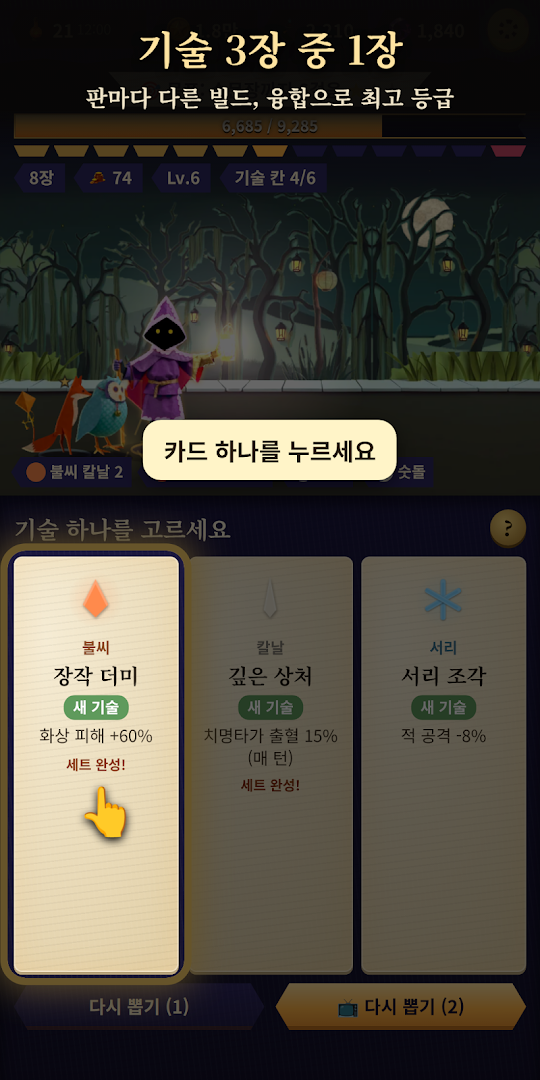 기술 3장 중 1장
판마다 다른 빌드, 융합으로 최고 등급
6,685 / 9,285
8장
74
Lv.6
기술 칸 4/6
카드 하나를 누르세요
불씨 칼날 2
숫돌
기술 하나를 고르세요
?
불씨
장작 더미
새 기술
화상 피해 +60%
세트 완성!
칼날
깊은 상처
새 기술
치명타가 출혈 15%
(매 턴)
세트 완성!
서리
서리 조각
새 기술
적 공격 -8%
다시 뽑기 (1)
다시 뽑기 (2)